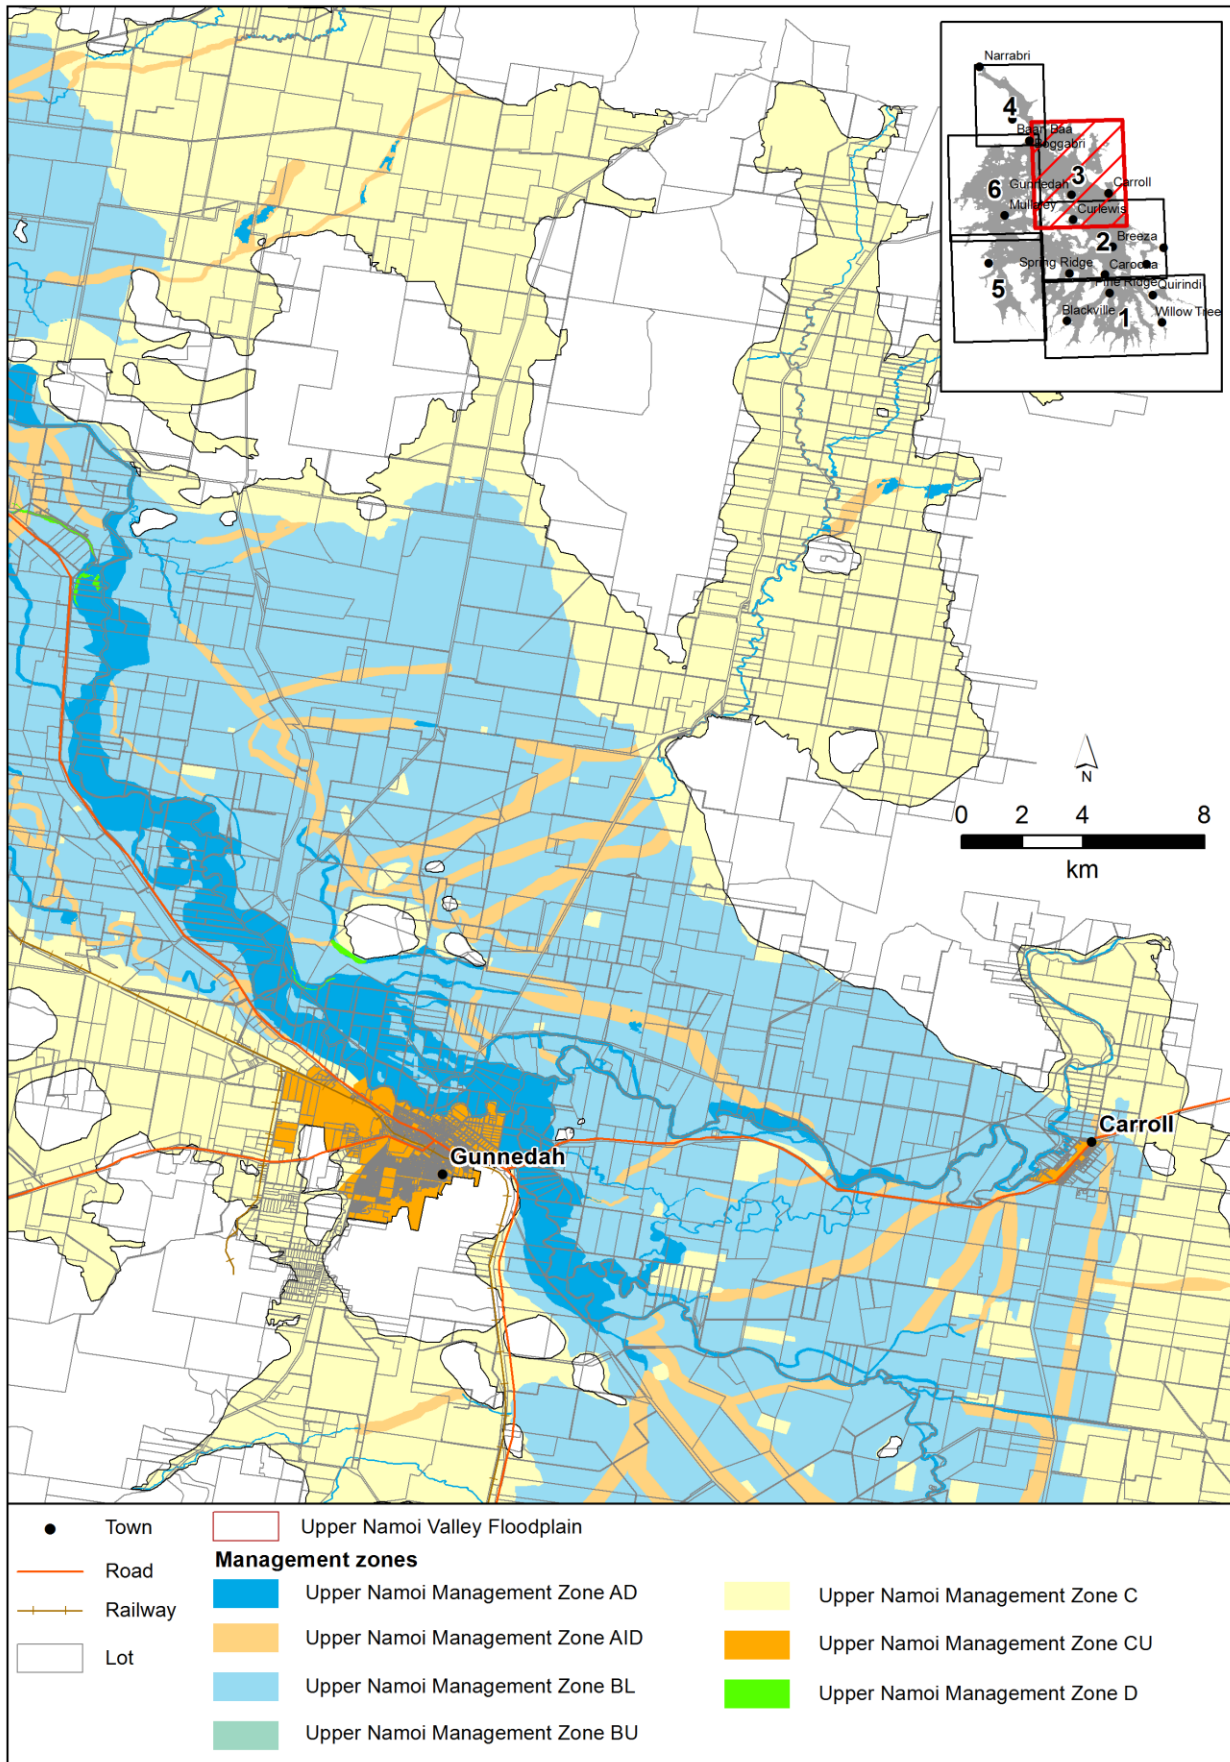 Narrabri
4
Baan Baa
Boggabri
3
Gunnedah
Carroll
6
Mullaley
Curlewis
2
Breeza
Spring Ridge
Caroona
5
Pine Ridge
Quirindi
Blackville
1
Willow Tree
N
0 2 4 8
km
Carroll
Gunnedah
Town
Upper Namoi Valley Floodplain
Management zones
Road
Upper Namoi Management Zone AD
Upper Namoi Management Zone C
Railway
Upper Namoi Management Zone AID
Upper Namoi Management Zone CU
Lot
Upper Namoi Management Zone BL
Upper Namoi Management Zone D
Upper Namoi Management Zone BU